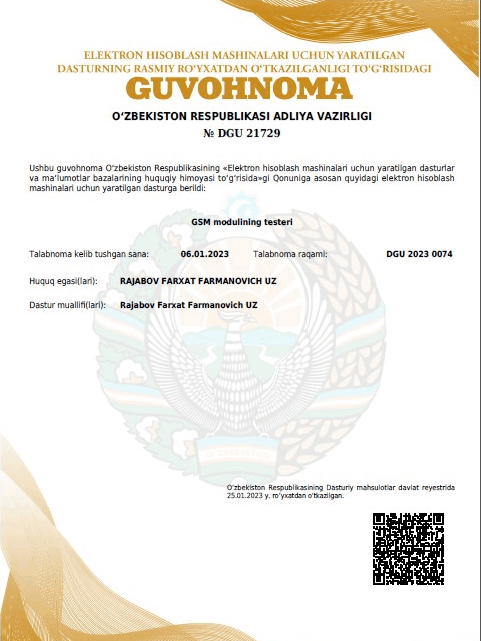 ELEKTRON HISOBLASH MASHINALARI UCHUN YARATILGAN
DASTURNING RASMIY RO‘YXATDAN O‘TKAZILGANLIGI TO‘G‘RISIDAGI
GUVOHNOMA
O‘ZBEKISTON RESPUBLIKASI ADLIYA VAZIRLIGI
№ DGU 21729
Ushbu guvohnoma O‘zbekiston Respublikasining «Elektron hisoblash mashinalari uchun yaratilgan dasturlar
va ma’lumotlar bazalarining huquqiy himoyasi to‘g‘risida»gi Qonuniga asosan quyidagi elektron hisoblash
mashinalari uchun yaratilgan dasturga berildi:
GSM modulining testeri
Talabnoma kelib tushgan sana: 06.01.2023 Talabnoma raqami: DGU 2023 0074
Huquq egasi(lari): RAJABOV FARXAT FARMANOVICH UZ
Dastur muallifi(lari): Rajabov Farxat Farmanovich UZ
O‘zbekiston Respublikasining Dasturiy mahsulotlar davlat reyestrida
25.01.2023 y. ro‘yxatdan o‘tkazilgan.